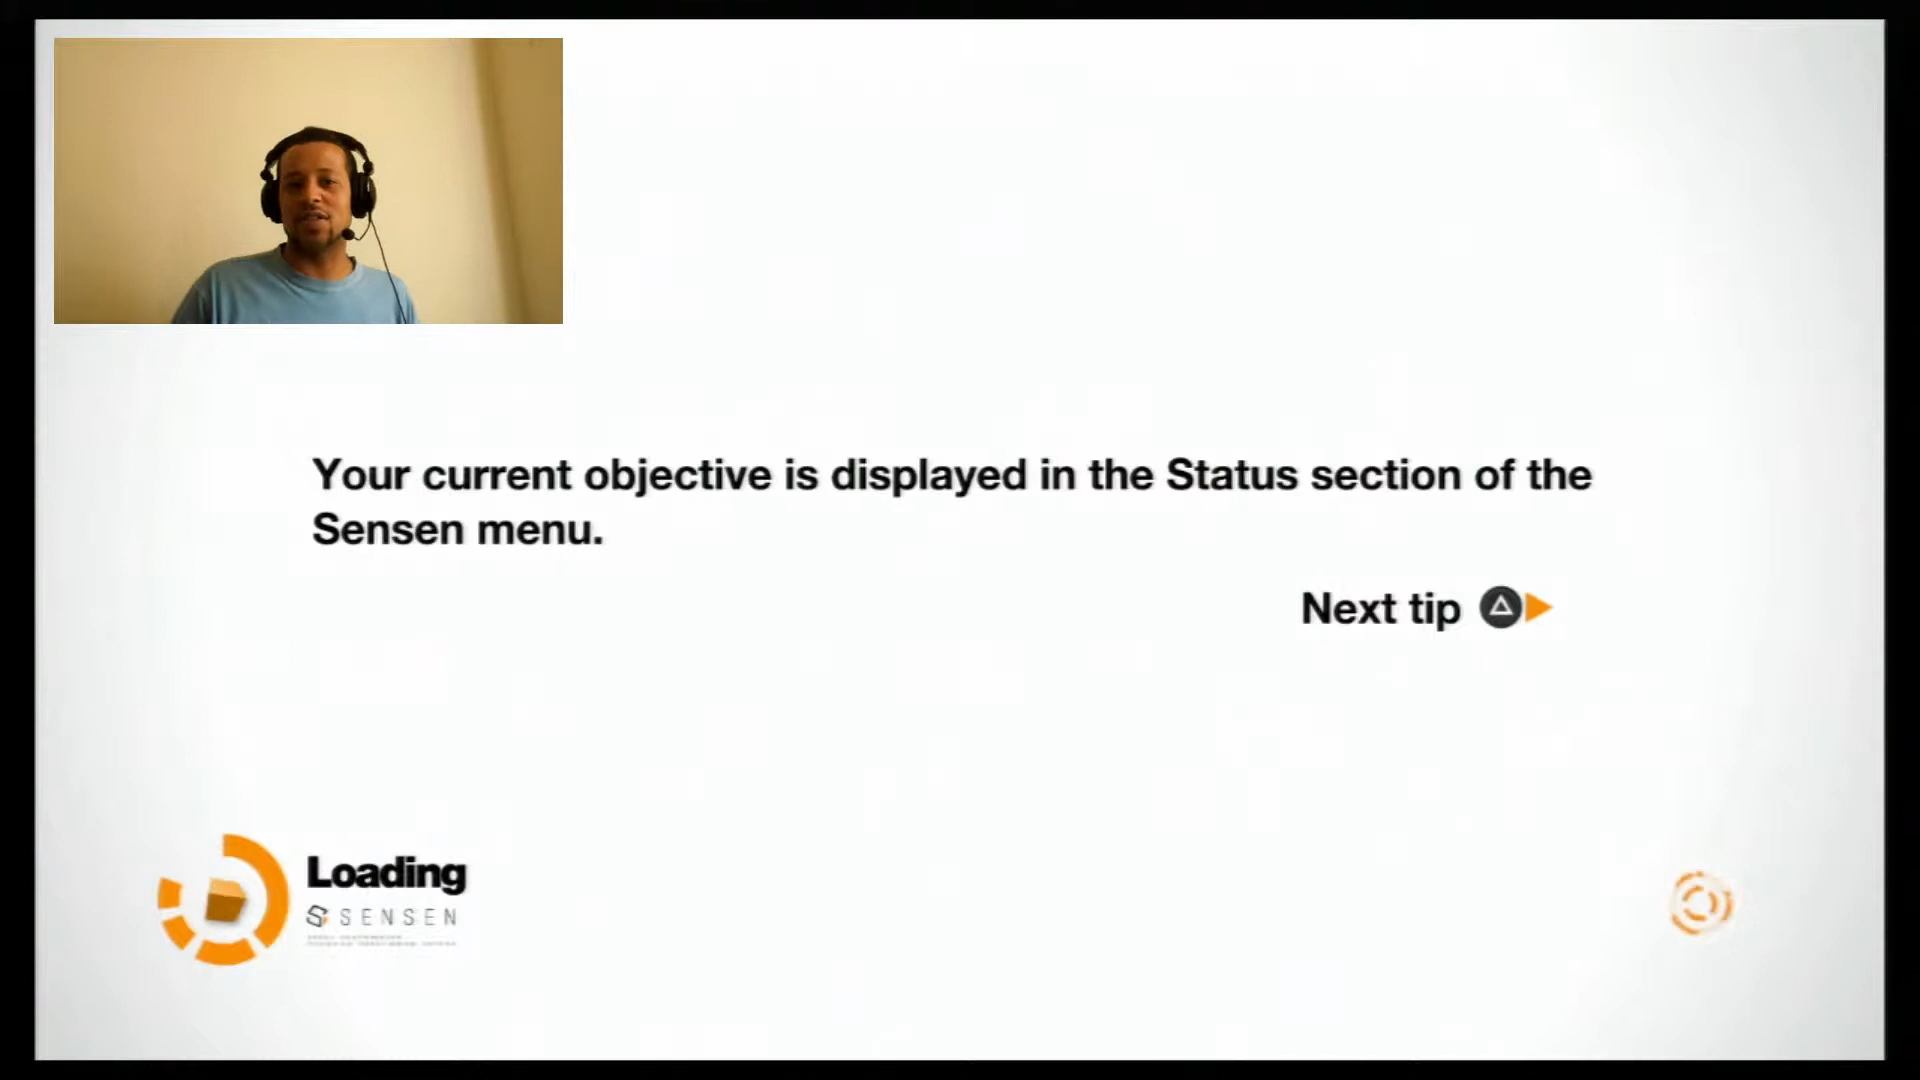 Your current objective is displayed in the Status section of the
Sensen menu.
Next tip
Loading
SENSEN